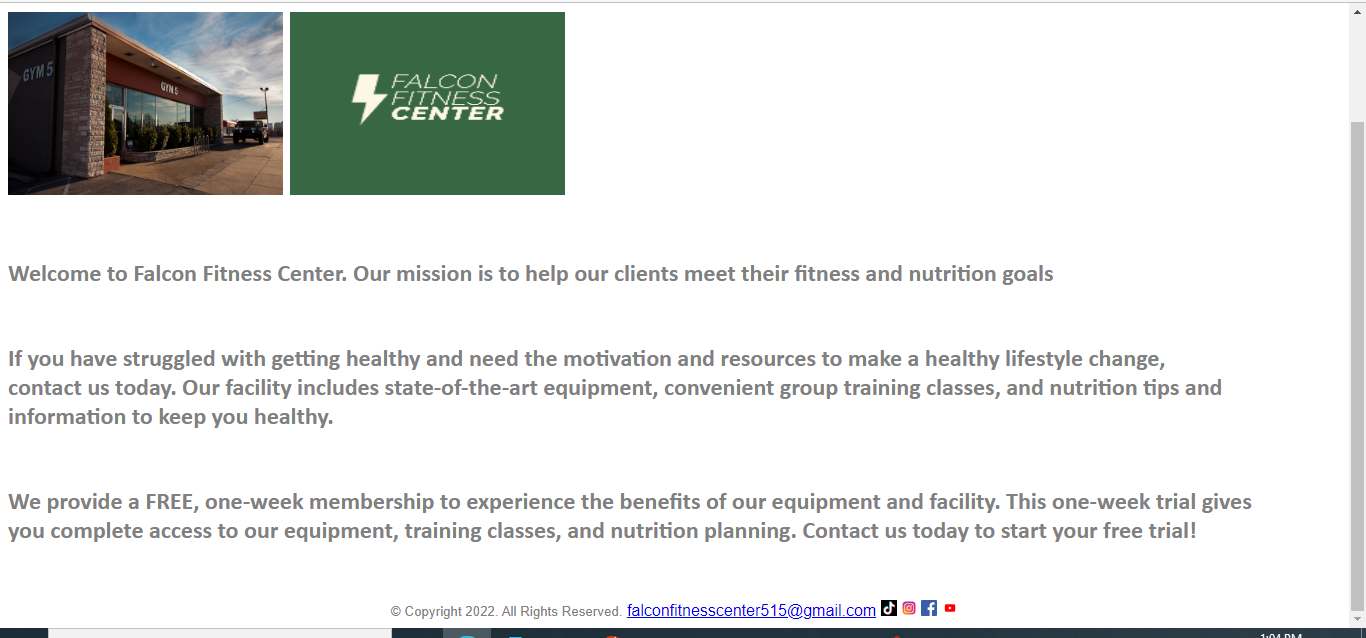 GYM 5
GYM 5
FALCON
FITNESS
CENTER
Welcome to Falcon Fitness Center. Our mission is to help our clients meet their fitness and nutrition goals
If you have struggled with getting healthy and need the motivation and resources to make a healthy lifestyle change,
contact us today. Our facility includes state-of-the-art equipment, convenient group training classes, and nutrition tips and
information to keep you healthy.
We provide a FREE, one-week membership to experience the benefits of our equipment and facility. This one-week trial gives
you complete access to our equipment, training classes, and nutrition planning. Contact us today to start your free trial!
© Copyright 2022. All Rights Reserved. falconfitnesscenter515@gmail.com
1:04 PM